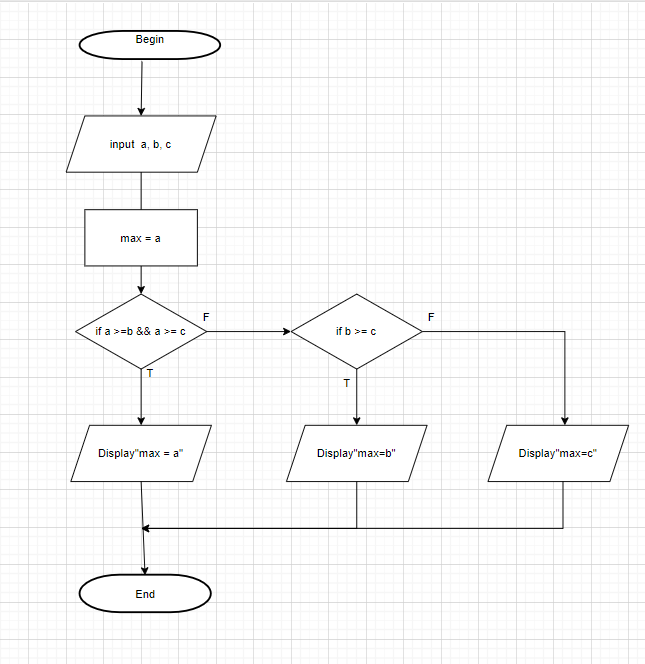 Begin
input  a, b, c
max = a
if a >=b && a >= c
F
if b >= c
F
T
T
Display"max = a"
Display"max=b"
Display"max=c"
End